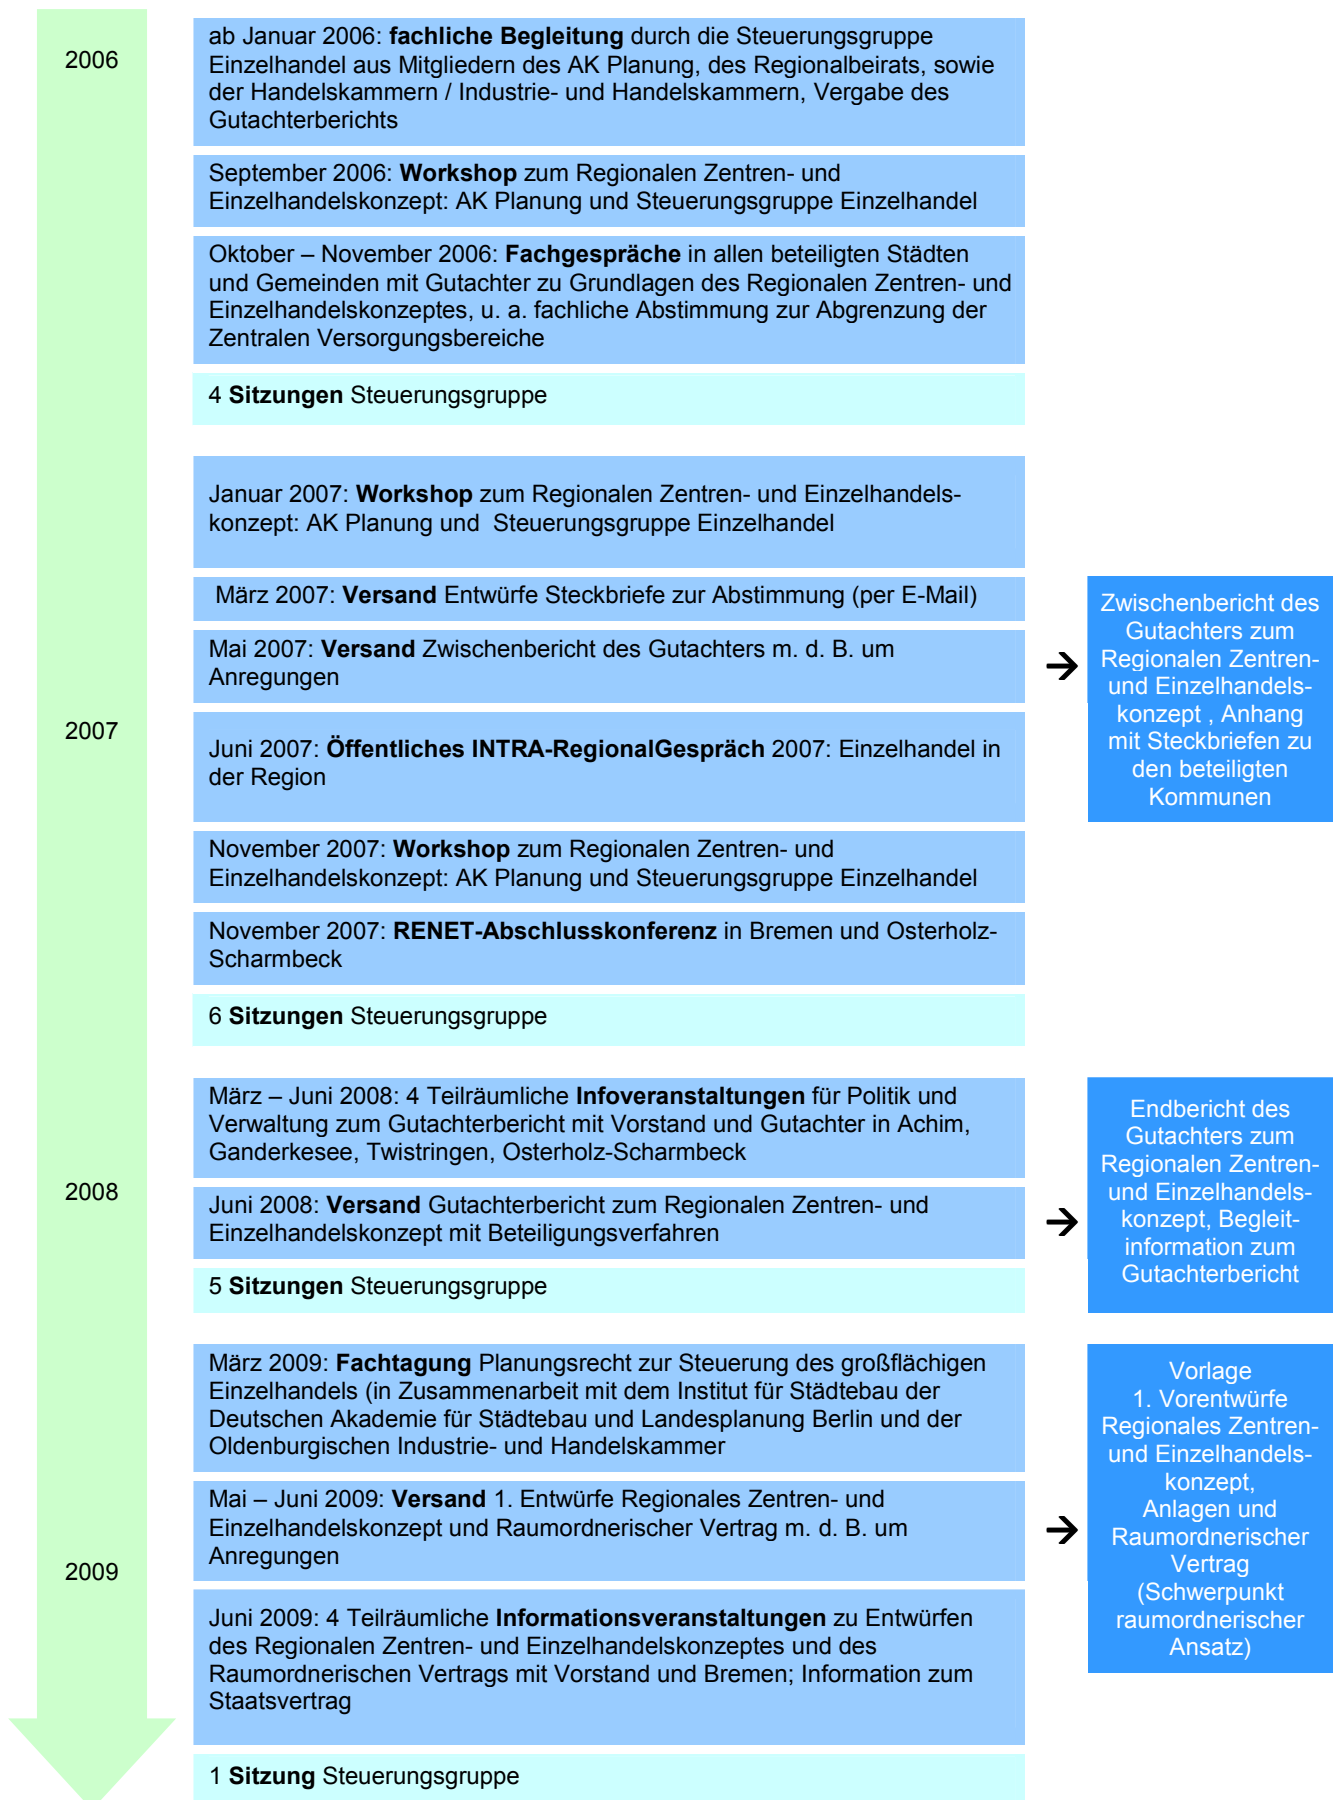 2006
ab Januar 2006: fachliche Begleitung durch die Steuerungsgruppe
Einzelhandel aus Mitgliedern des AK Planung, des Regionalbeirats, sowie
der Handelskammern / Industrie- und Handelskammern, Vergabe des
Gutachterberichts
September 2006: Workshop zum Regionalen Zentren- und
Einzelhandelskonzept: AK Planung und Steuerungsgruppe Einzelhandel
Oktober – November 2006: Fachgespräche in allen beteiligten Städten
und Gemeinden mit Gutachter zu Grundlagen des Regionalen Zentren- und
Einzelhandelskonzeptes, u. a. fachliche Abstimmung zur Abgrenzung der
Zentralen Versorgungsbereiche
4 Sitzungen Steuerungsgruppe
2007
Januar 2007: Workshop zum Regionalen Zentren- und Einzelhandels-
konzept: AK Planung und Steuerungsgruppe Einzelhandel
März 2007: Versand Entwürfe Steckbriefe zur Abstimmung (per E-Mail)
Mai 2007: Versand Zwischenbericht des Gutachters m. d. B. um
Anregungen
→
Zwischenbericht des
Gutachters zum
Regionalen Zentren-
und Einzelhandels-
konzept , Anhang
mit Steckbriefen zu
den beteiligten
Kommunen
Juni 2007: Öffentliches INTRA-RegionalGespräch 2007: Einzelhandel in
der Region
November 2007: Workshop zum Regionalen Zentren- und
Einzelhandelskonzept: AK Planung und Steuerungsgruppe Einzelhandel
November 2007: RENET-Abschlusskonferenz in Bremen und Osterholz-
Scharmbeck
6 Sitzungen Steuerungsgruppe
2008
März – Juni 2008: 4 Teilräumliche Infoveranstaltungen für Politik und
Verwaltung zum Gutachterbericht mit Vorstand und Gutachter in Achim,
Ganderkesee, Twistringen, Osterholz-Scharmbeck
Juni 2008: Versand Gutachterbericht zum Regionalen Zentren- und
Einzelhandelskonzept mit Beteiligungsverfahren
→
Endbericht des
Gutachters zum
Regionalen Zentren-
und Einzelhandels-
konzept, Begleit-
information zum
Gutachterbericht
5 Sitzungen Steuerungsgruppe
2009
März 2009: Fachtagung Planungsrecht zur Steuerung des großflächigen
Einzelhandels (in Zusammenarbeit mit dem Institut für Städtebau der
Deutschen Akademie für Städtebau und Landesplanung Berlin und der
Oldenburgischen Industrie- und Handelskammer
Mai – Juni 2009: Versand 1. Entwürfe Regionales Zentren- und
Einzelhandelskonzept und Raumordnerischer Vertrag m. d. B. um
Anregungen
→
Vorlage
1. Vorentwürfe
Regionales Zentren-
und Einzelhandels-
konzept,
Anlagen und
Raumordnerischer
Vertrag
(Schwerpunkt
raumordnerischer
Ansatz)
Juni 2009: 4 Teilräumliche Informationsveranstaltungen zu Entwürfen
des Regionalen Zentren- und Einzelhandelskonzeptes und des
Raumordnerischen Vertrags mit Vorstand und Bremen; Information zum
Staatsvertrag
1 Sitzung Steuerungsgruppe